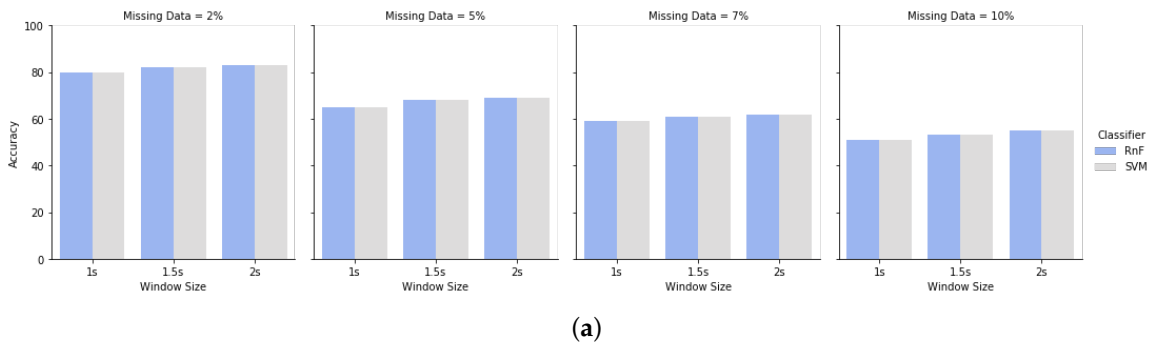 Missing Data = 2%
Missing Data = 5%
Missing Data = 7%
Missing Data = 10%
100
80
60
40
20
0
Accuracy
1s 1.5s 2s
1s 1.5s 2s
1s 1.5s 2s
1s 1.5s 2s
Window Size
Window Size
Window Size
Window Size
Classifier
RnF
SVM
(a)